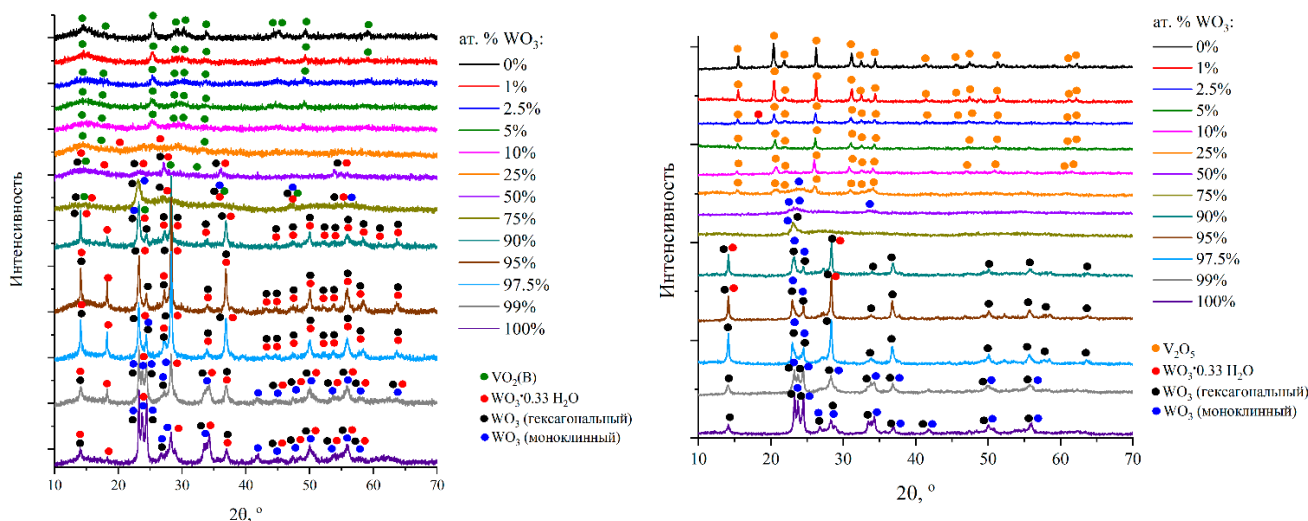 ат. % WO₃:
0%
1%
2.5%
5%
10%
25%
50%
75%
90%
95%
97.5%
99%
100%
VO₂(B)
WO₃·0.33 H₂O
WO₃ (гексагональный)
WO₃ (моноклинный)
Интенсивность
10 20 30 40 50 60 70
2θ, °
ат. % WO₃:
0%
1%
2.5%
5%
10%
25%
50%
75%
90%
95%
97.5%
99%
100%
V₂O₅
WO₃·0.33 H₂O
WO₃ (гексагональный)
WO₃ (моноклинный)
Интенсивность
10 20 30 40 50 60 70
2θ, °